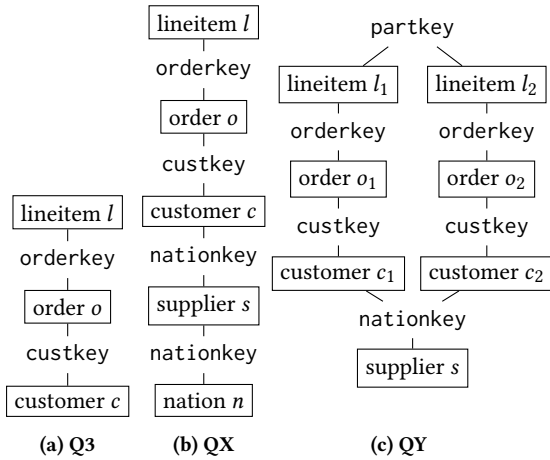 lineitem l
orderkey
order o
custkey
customer c
(a) Q3
lineitem l
orderkey
order o
custkey
customer c
nationkey
supplier s
nationkey
nation n
(b) QX
partkey
lineitem l₁ lineitem l₂
orderkey orderkey
order o₁ order o₂
custkey custkey
customer c₁ customer c₂
nationkey
supplier s
(c) QY